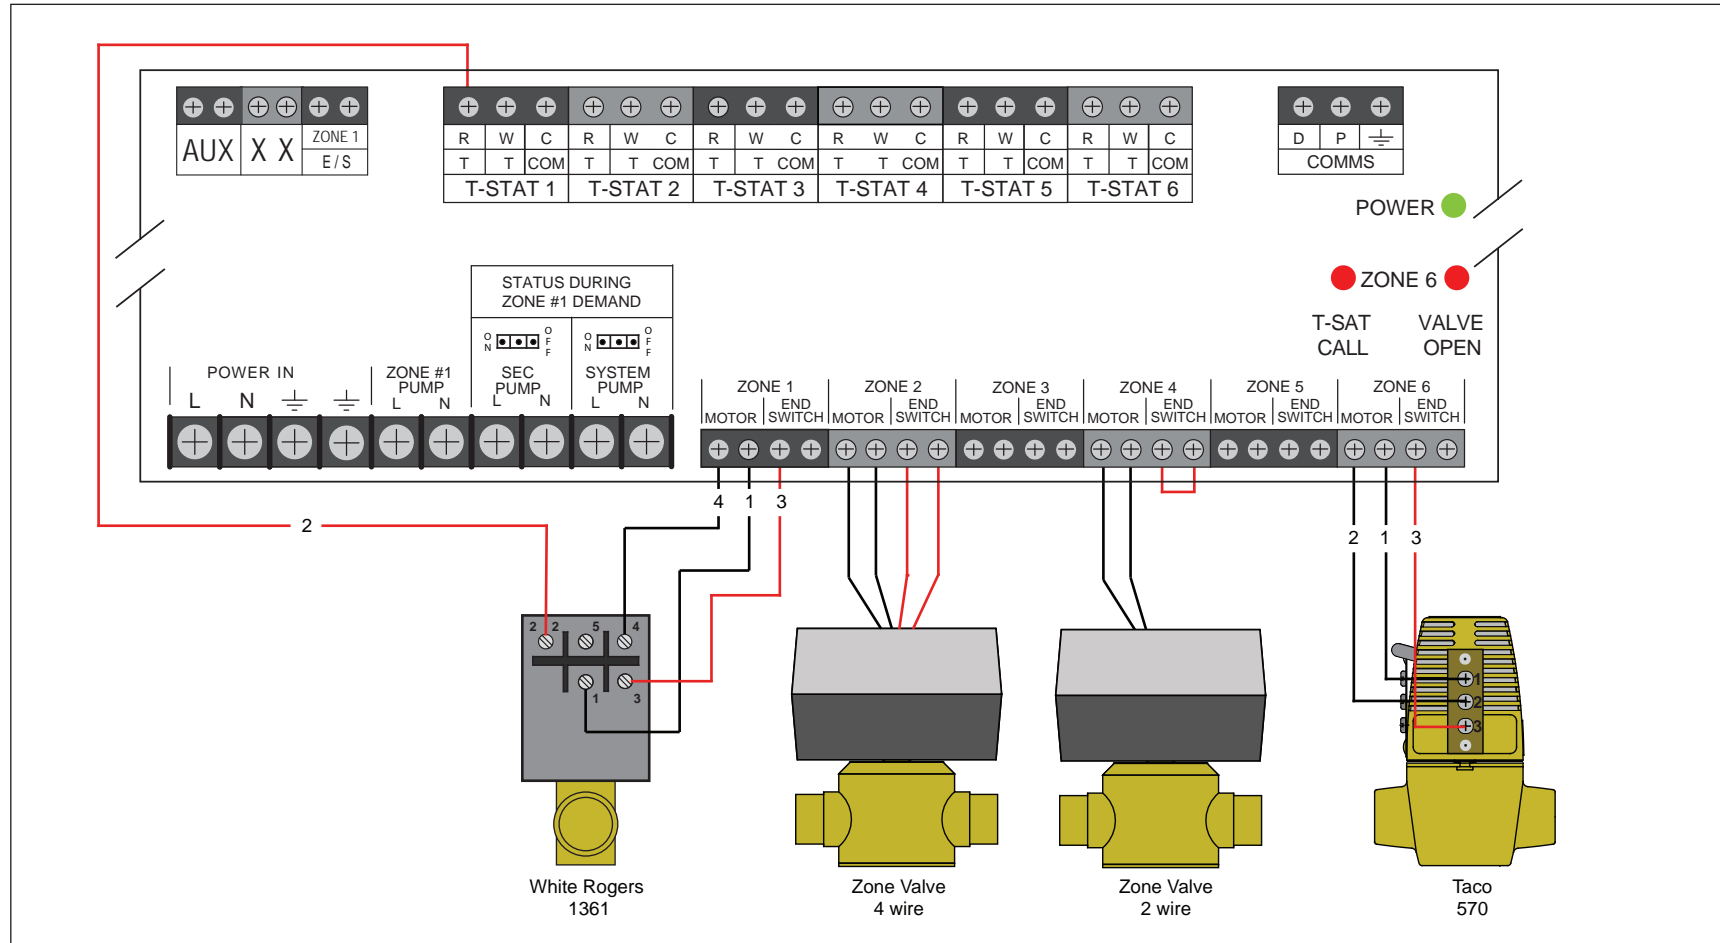 AUX X X ZONE 1
E / S
R W C R W C R W C R W C R W C R W C
T T COM T T COM T T COM T T COM T T COM T T COM
T-STAT 1 T-STAT 2 T-STAT 3 T-STAT 4 T-STAT 5 T-STAT 6
D P
COMMS
POWER
ZONE 6
T-SAT CALL
VALVE OPEN
STATUS DURING
ZONE #1 DEMAND
ON OFF ON OFF
POWER IN
L N
ZONE #1
PUMP
L N
SEC
PUMP
L N
SYSTEM
PUMP
L N
ZONE 1
MOTOR END SWITCH
ZONE 2
MOTOR END SWITCH
ZONE 3
MOTOR END SWITCH
ZONE 4
MOTOR END SWITCH
ZONE 5
MOTOR END SWITCH
ZONE 6
MOTOR END SWITCH
4 1 3
2
2 1 3
2 2 5 4
1 3
1
2
3
White Rogers
1361
Zone Valve
4 wire
Zone Valve
2 wire
Taco
570